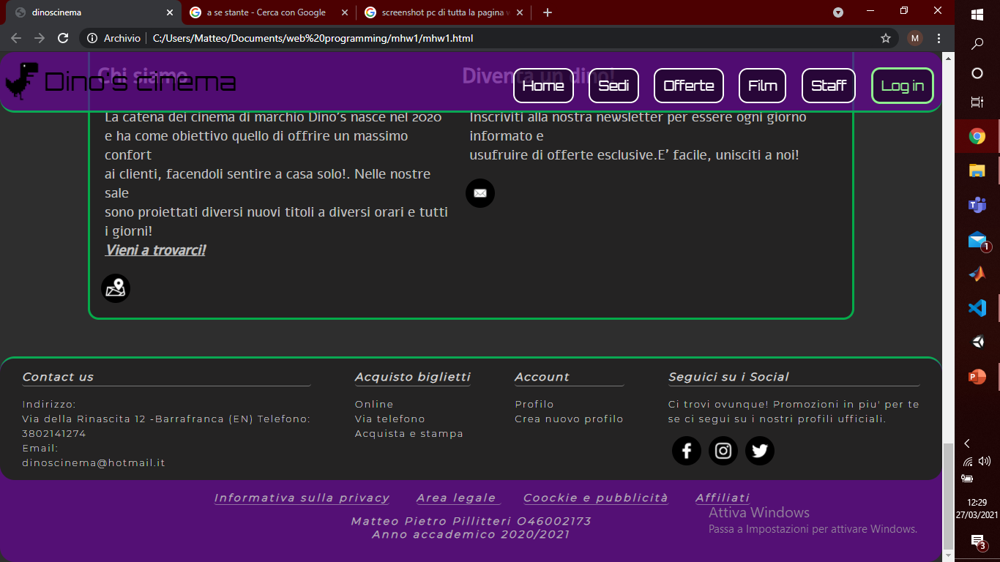 dinoscinema
a se stante - Cerca con Google
screenshot pc di tutta la pagina w
Archivio
C:/Users/Matteo/Documents/web%20programming/mhw1/mhw1.html
M
Dino's cinema
Home
Sedi
Offerte
Film
Staff
Log in
Chi siamo
La catena dei cinema di marchio Dino's nasce nel 2020
e ha come obiettivo quello di offrire un massimo
confort
ai clienti, facendoli sentire a casa solo!. Nelle nostre
sale
sono proiettati diversi nuovi titoli a diversi orari e tutti
i giorni!
Vieni a trovarci!
Diventa un dino!
Inscriviti alla nostra newsletter per essere ogni giorno
informato e
usufruire di offerte esclusive.E' facile, unisciti a noi!
Contact us
Indirizzo:
Via della Rinascita 12 -Barrafranca (EN) Telefono:
3802141274
Email:
dinoscinema@hotmail.it
Acquisto biglietti
Online
Via telefono
Acquista e stampa
Account
Profilo
Crea nuovo profilo
Seguici su i Social
Ci trovi ovunque! Promozioni in piu' per te
se ci segui su i nostri profili ufficiali.
Informativa sulla privacy
Area legale
Coockie e pubblicità
Affiliati
Matteo Pietro Pillitteri O46002173
Anno accademico 2020/2021
Attiva Windows
Passa a Impostazioni per attivare Windows.
1
12:29
27/03/2021
3